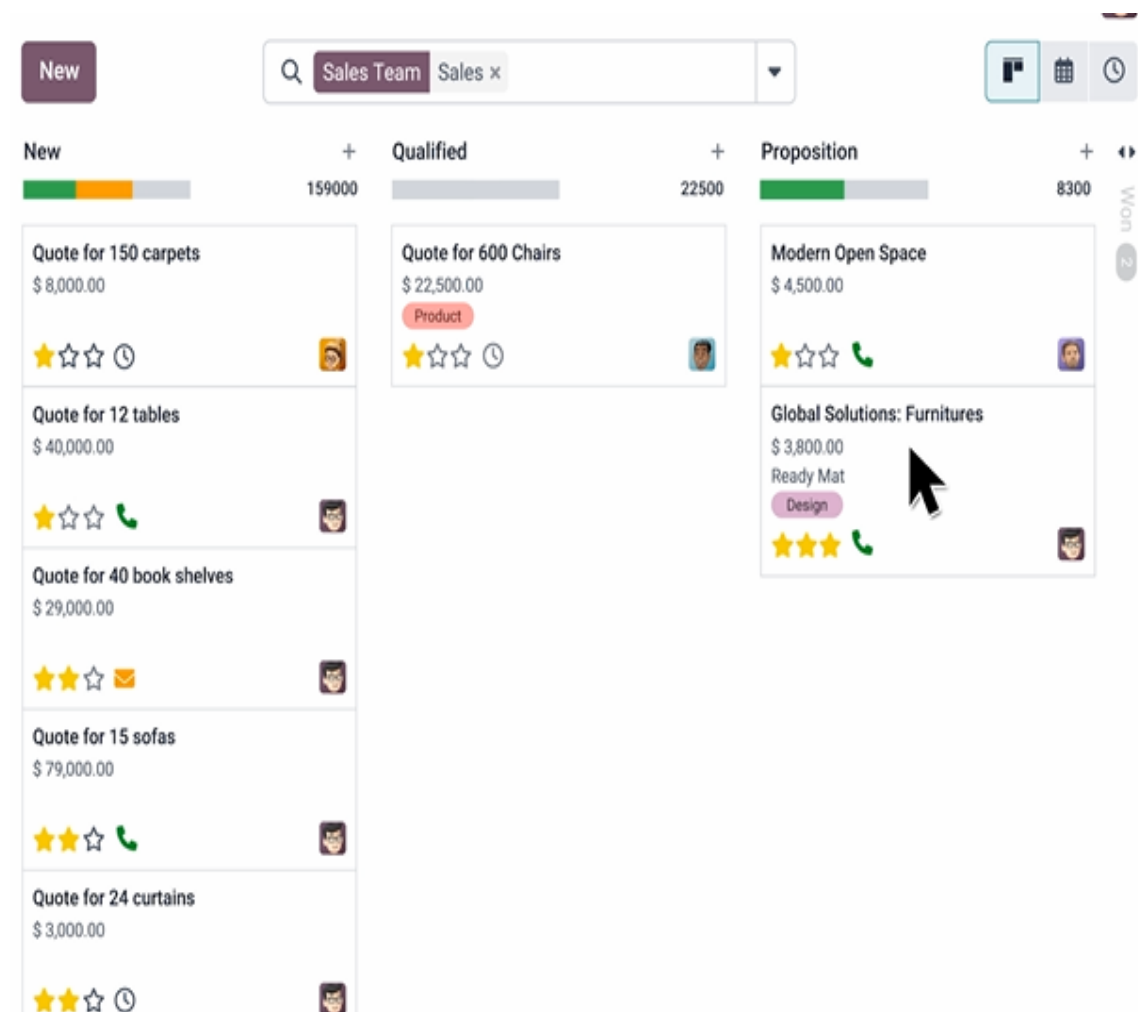 New
Sales Team Sales ×
New +
159000
Quote for 150 carpets
$ 8,000.00
Quote for 12 tables
$ 40,000.00
Quote for 40 book shelves
$ 29,000.00
Quote for 15 sofas
$ 79,000.00
Quote for 24 curtains
$ 3,000.00
Qualified +
22500
Quote for 600 Chairs
$ 22,500.00
Product
Proposition +
8300
Modern Open Space
$ 4,500.00
Global Solutions: Furnitures
$ 3,800.00
Ready Mat
Design
Won 2